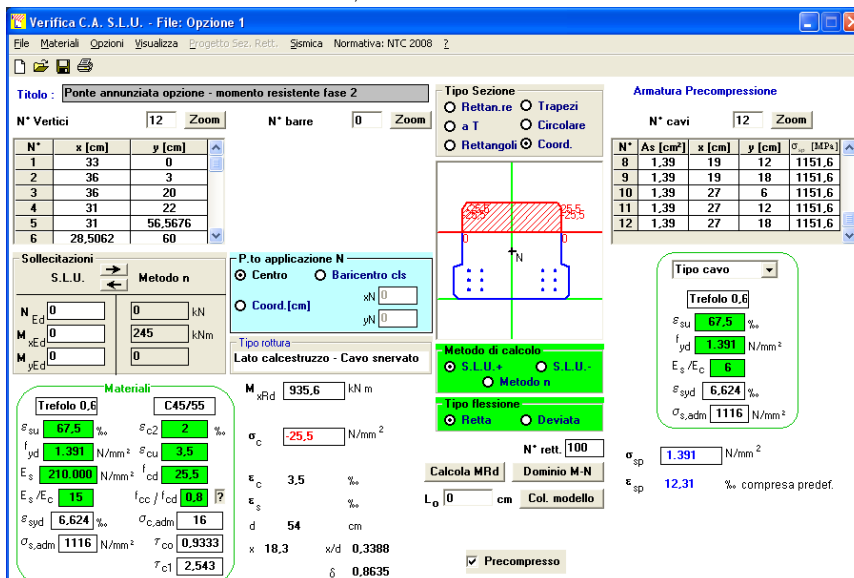 Verifica C.A. S.L.U. - File: Opzione 1
File Materiali Opzioni Visualizza Progetto Sez. Rett. Sismica Normativa: NTC 2008 ?
Titolo : Ponte annunziata opzione - momento resistente fase 2
N° Vertici 12 Zoom N° barre 0 Zoom
N° x [cm] y [cm]
1 33 0
2 36 3
3 36 20
4 31 22
5 31 56,5676
6 28,5062 60
Tipo Sezione
Rettan.re Trapezi
a T Circolare
Rettangoli Coord.
Armatura Precompressione
N° cavi 12 Zoom
N° As [cm²] x [cm] y [cm] σsp [MPa]
8 1,39 19 12 1151,6
9 1,39 19 18 1151,6
10 1,39 27 6 1151,6
11 1,39 27 12 1151,6
12 1,39 27 18 1151,6
-25,5 -25,5
-25,5 -25,5
0 0
N
Sollecitazioni
S.L.U. Metodo n
N Ed 0 0 kN
M xEd 0 245 kNm
M yEd 0 0
P.to applicazione N
Centro Baricentro cls
Coord.[cm] xN 0
yN 0
Tipo rottura
Lato calcestruzzo - Cavo snervato
Materiali
Trefolo 0,6 C45/55
εsu 67,5 ‰ εc2 2 ‰
fyd 1.391 N/mm² εcu 3,5
Es 210.000 N/mm² fcd 25,5
Es/Ec 15 fcc / fcd 0,8 ?
εsyd 6,624 ‰ σc,adm 16
σs,adm 1116 N/mm² τco 0,9333
τc1 2,543
M xRd 935,6 kN m
σc -25,5 N/mm²
εc 3,5 ‰
εs ‰
d 54 cm
x 18,3 x/d 0,3388
δ 0,8635
Metodo di calcolo
S.L.U.+ S.L.U.-
Metodo n
Tipo flessione
Retta Deviata
N° rett. 100
Calcola MRd Dominio M-N
Lo 0 cm Col. modello
Precompresso
Tipo cavo
Trefolo 0,6
εsu 67,5 ‰
fyd 1.391 N/mm²
Es/Ec 6
εsyd 6,624 ‰
σs,adm 1116 N/mm²
σsp 1.391 N/mm²
εsp 12,31 ‰ compresa predef.